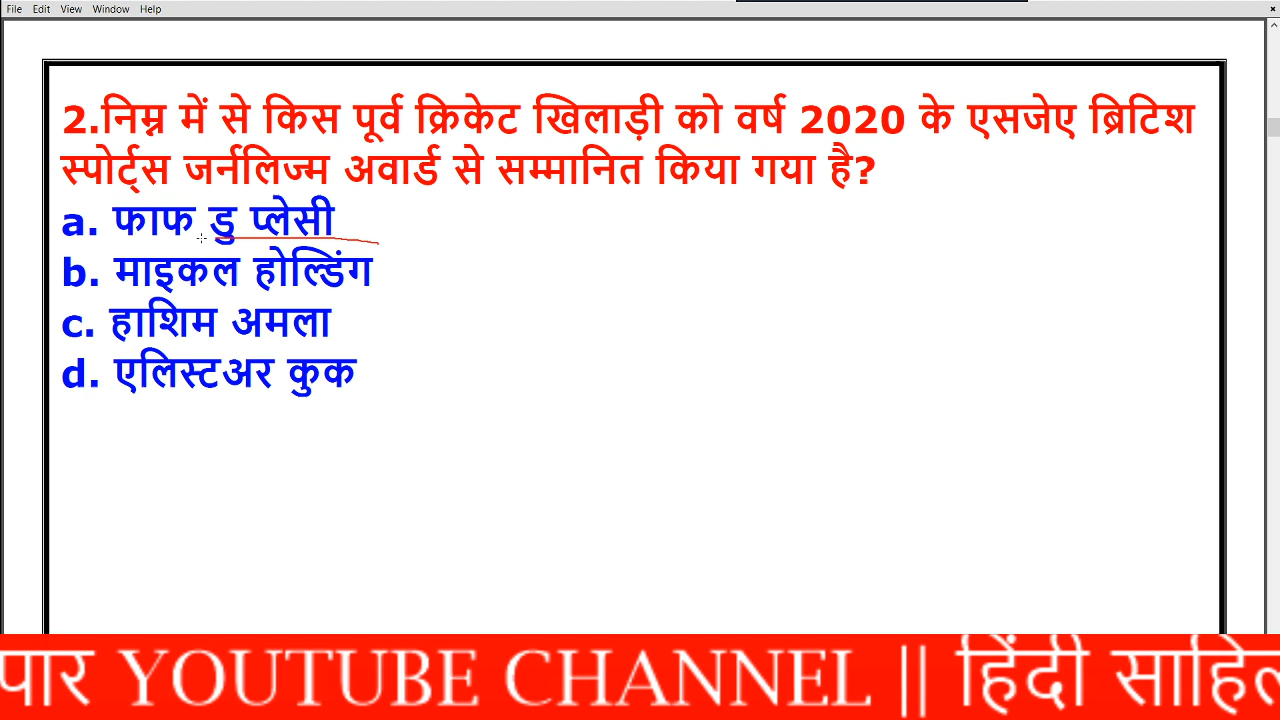 File Edit View Window Help
2.निम्न में से किस पूर्व क्रिकेट खिलाड़ी को वर्ष 2020 के एसजेए ब्रिटिश
स्पोर्ट्स जर्नलिज्म अवार्ड से सम्मानित किया गया है?
a. फाफ डु प्लेसी
b. माइकल होल्डिंग
c. हाशिम अमला
d. एलिस्टअर कुक
पार YOUTUBE CHANNEL || हिंदी